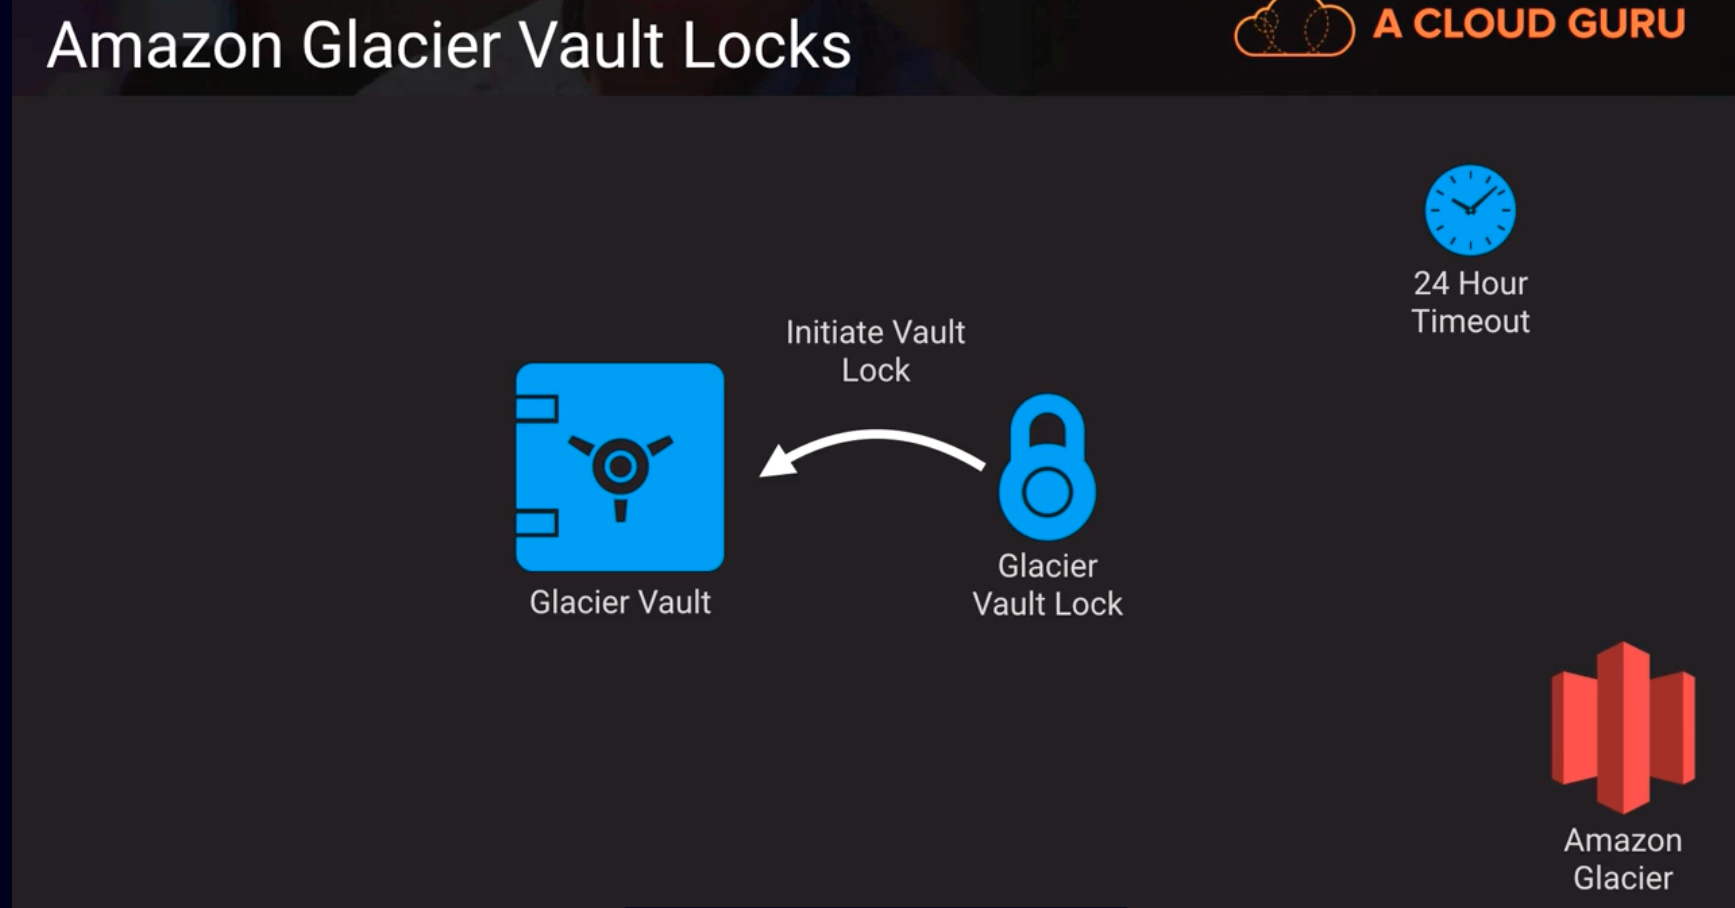 Amazon Glacier Vault Locks
A CLOUD GURU
24 Hour
Timeout
Initiate Vault
Lock
Glacier Vault
Glacier
Vault Lock
Amazon
Glacier